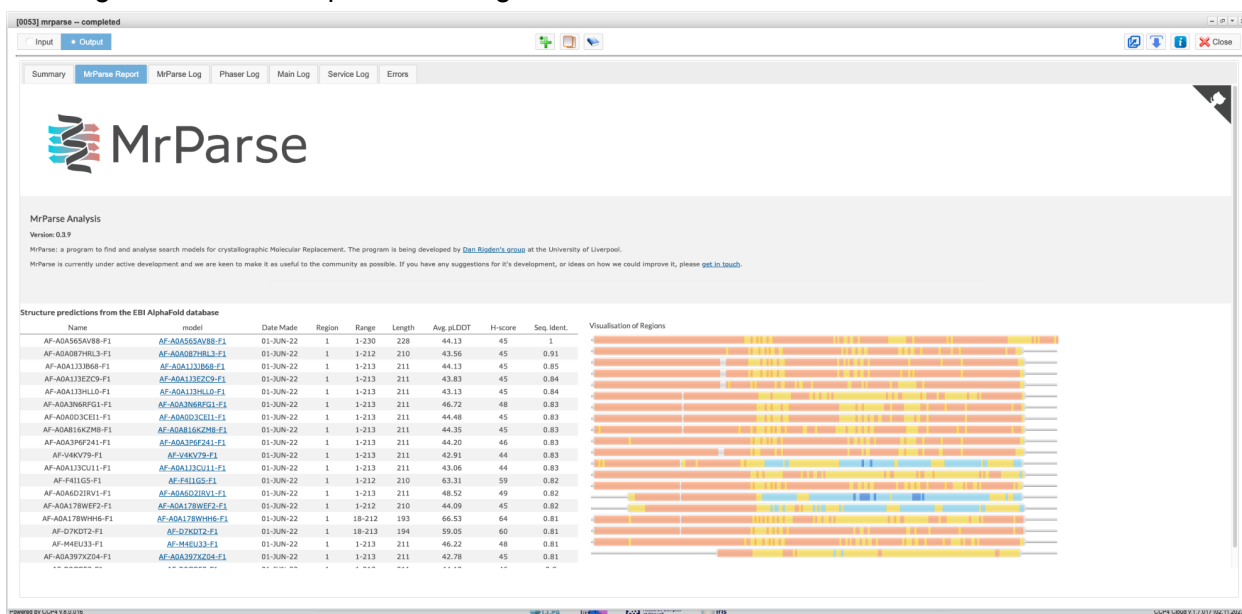 [0053] mrparse -- completed
Input Output Close
Summary MrParse Report MrParse Log Phaser Log Main Log Service Log Errors
MrParse
MrParse Analysis
Version: 0.3.9
MrParse: a program to find and analyse search models for crystallographic Molecular Replacement. The program is being developed by Dan Rigden's group at the University of Liverpool.
MrParse is currently under active development and we are keen to make it as useful to the community as possible. If you have any suggestions for it's development, or ideas on how we could improve it, please get in touch.
Structure predictions from the EBI AlphaFold database
Name model Date Made Region Range Length Avg. pLDDT H-score Seq. Ident. Visualisation of Regions
AF-A0A565AV88-F1 AF-A0A565AV88-F1 01-JUN-22 1 1-230 228 44.13 45 1
AF-A0A087HRL3-F1 AF-A0A087HRL3-F1 01-JUN-22 1 1-212 210 43.56 45 0.91
AF-A0A1J3JB68-F1 AF-A0A1J3JB68-F1 01-JUN-22 1 1-213 211 44.13 45 0.85
AF-A0A1J3EZC9-F1 AF-A0A1J3EZC9-F1 01-JUN-22 1 1-213 211 43.83 45 0.84
AF-A0A1J3HLL0-F1 AF-A0A1J3HLL0-F1 01-JUN-22 1 1-213 211 43.13 45 0.84
AF-A0A3N6RFG1-F1 AF-A0A3N6RFG1-F1 01-JUN-22 1 1-213 211 46.72 48 0.83
AF-A0A0D3CEI1-F1 AF-A0A0D3CEI1-F1 01-JUN-22 1 1-213 211 44.48 45 0.83
AF-A0A816KZM8-F1 AF-A0A816KZM8-F1 01-JUN-22 1 1-213 211 44.35 45 0.83
AF-A0A3P6F241-F1 AF-A0A3P6F241-F1 01-JUN-22 1 1-213 211 44.20 46 0.83
AF-V4KV79-F1 AF-V4KV79-F1 01-JUN-22 1 1-213 211 42.91 44 0.83
AF-A0A1J3CU11-F1 AF-A0A1J3CU11-F1 01-JUN-22 1 1-213 211 43.06 44 0.83
AF-F4I1G5-F1 AF-F4I1G5-F1 01-JUN-22 1 1-212 210 63.31 59 0.82
AF-A0A6D2IRV1-F1 AF-A0A6D2IRV1-F1 01-JUN-22 1 1-213 211 48.52 49 0.82
AF-A0A178WEF2-F1 AF-A0A178WEF2-F1 01-JUN-22 1 1-212 210 44.09 45 0.82
AF-A0A178WHH6-F1 AF-A0A178WHH6-F1 01-JUN-22 1 18-212 193 66.53 64 0.81
AF-D7KDT2-F1 AF-D7KDT2-F1 01-JUN-22 1 18-213 194 59.05 60 0.81
AF-M4EU33-F1 AF-M4EU33-F1 01-JUN-22 1 1-213 211 46.22 48 0.81
AF-A0A397XZ04-F1 AF-A0A397XZ04-F1 01-JUN-22 1 1-213 211 42.78 45 0.81